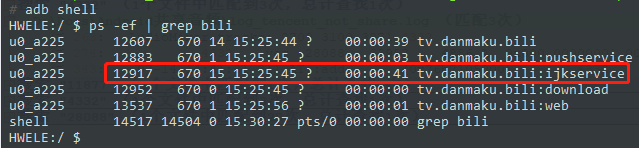 # adb shell
HWELE:/ $ ps -ef | grep bili
u0_a225 12607 670 14 15:25:44 ? 00:00:39 tv.danmaku.bili
u0_a225 12883 670 1 15:25:45 ? 00:00:03 tv.danmaku.bili:pushservice
u0_a225 12917 670 15 15:25:45 ? 00:00:41 tv.danmaku.bili:ijkservice
u0_a225 12952 670 0 15:25:45 ? 00:00:00 tv.danmaku.bili:download
u0_a225 13537 670 1 15:25:56 ? 00:00:01 tv.danmaku.bili:web
shell 14517 14504 0 15:30:27 pts/0 00:00:00 grep bili
HWELE:/ $